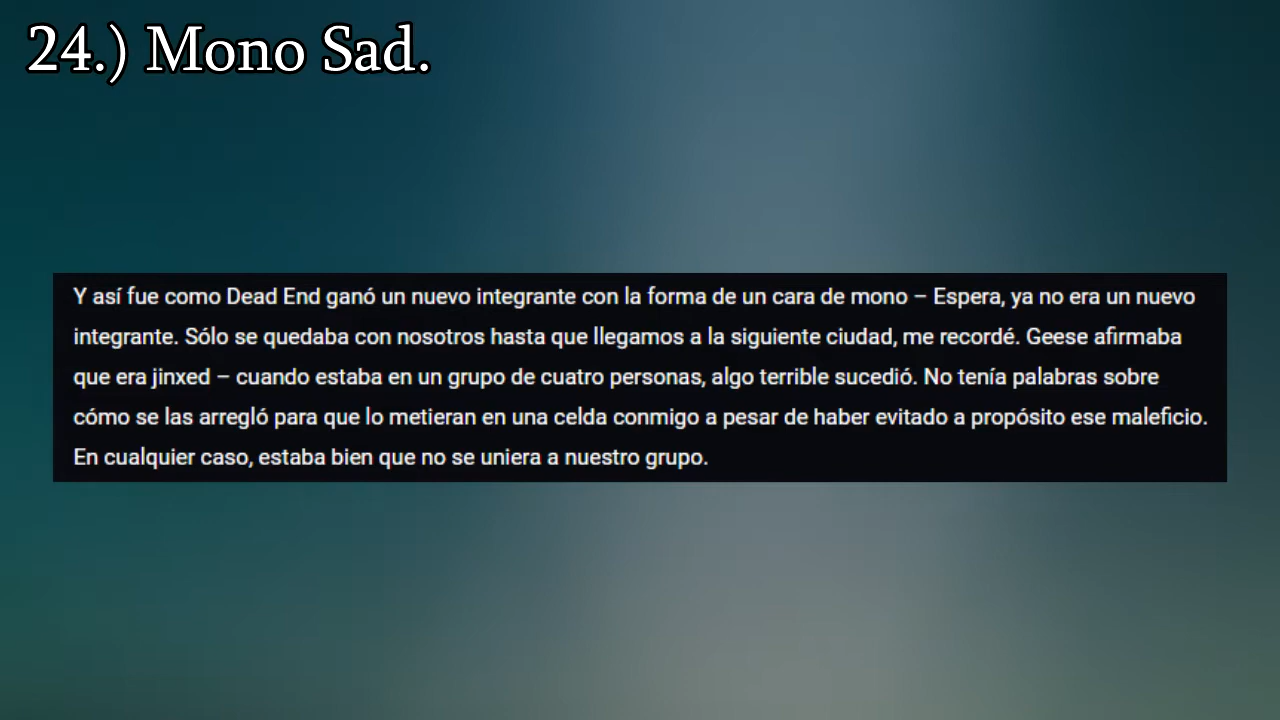 24.) Mono Sad.
Y así fue como Dead End ganó un nuevo integrante con la forma de un cara de mono – Espera, ya no era un nuevo
integrante. Sólo se quedaba con nosotros hasta que llegamos a la siguiente ciudad, me recordé. Geese afirmaba
que era jinxed – cuando estaba en un grupo de cuatro personas, algo terrible sucedió. No tenía palabras sobre
cómo se las arregló para que lo metieran en una celda conmigo a pesar de haber evitado a propósito ese maleficio.
En cualquier caso, estaba bien que no se uniera a nuestro grupo.